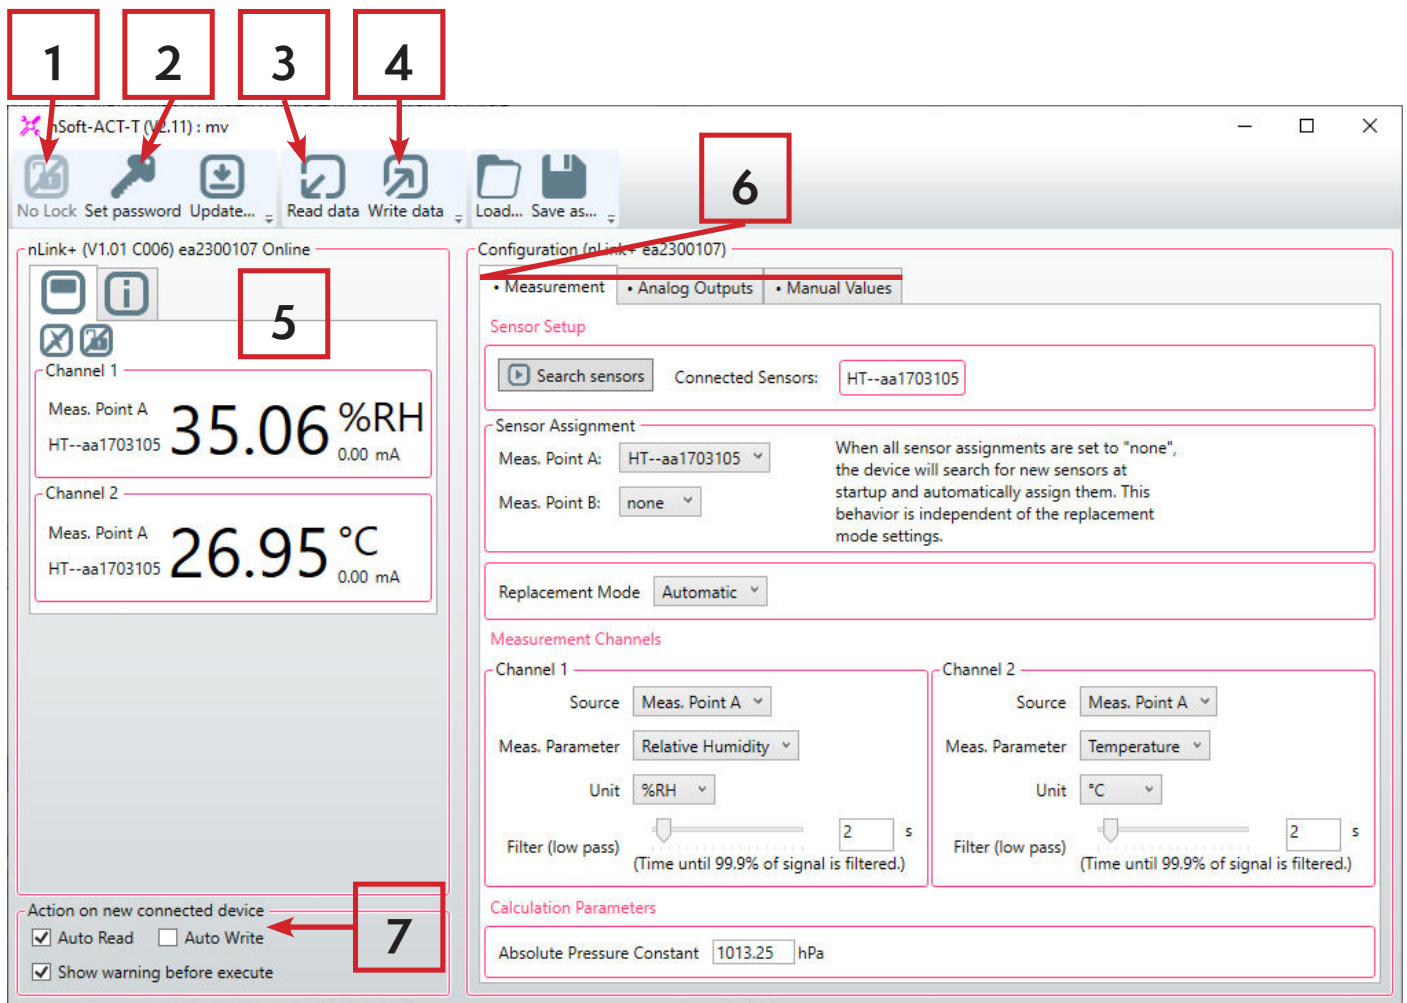 1
2
3
4
nSoft-ACT-T (V2.11) : mv
No Lock
Set password
Update...
Read data
Write data
Load...
Save as...
6
nLink+ (V1.01 C006) ea2300107 Online
5
Channel 1
Meas. Point A
HT--aa1703105
35.06
%RH
0.00 mA
Channel 2
Meas. Point A
HT--aa1703105
26.95
°C
0.00 mA
Action on new connected device
Auto Read
Auto Write
Show warning before execute
7
Configuration (nLink+ ea2300107)
• Measurement
• Analog Outputs
• Manual Values
Sensor Setup
Search sensors
Connected Sensors:
HT--aa1703105
Sensor Assignment
Meas. Point A:
HT--aa1703105
Meas. Point B:
none
When all sensor assignments are set to "none",
the device will search for new sensors at
startup and automatically assign them. This
behavior is independent of the replacement
mode settings.
Replacement Mode
Automatic
Measurement Channels
Channel 1
Source
Meas. Point A
Meas. Parameter
Relative Humidity
Unit
%RH
Filter (low pass)
2
s
(Time until 99.9% of signal is filtered.)
Channel 2
Source
Meas. Point A
Meas. Parameter
Temperature
Unit
°C
Filter (low pass)
2
s
(Time until 99.9% of signal is filtered.)
Calculation Parameters
Absolute Pressure Constant
1013.25
hPa